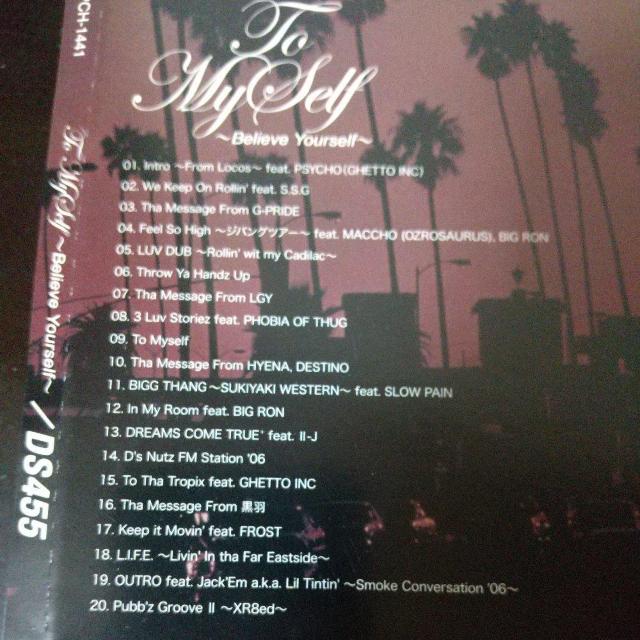 To
MySelf
~Believe Yourself~
01. Intro ~From Locos~ feat. PSYCHO(GHETTO INC)
02. We Keep On Rollin' feat. S.S.G
03. Tha Message From G-PRIDE
04. Feel So High ~ジパングツアー~ feat. MACCHO (OZROSAURUS), BIG RON
05. LUV DUB ~Rollin' wit my Cadilac~
06. Throw Ya Handz Up
07. Tha Message From LGY
08. 3 Luv Storiez feat. PHOBIA OF THUG
09. To Myself
10. Tha Message From HYENA, DESTINO
11. BIGG THANG~SUKIYAKI WESTERN~ feat. SLOW PAIN
12. In My Room feat. BIG RON
13. DREAMS COME TRUE" feat. II-J
14. D's Nutz FM Station '06
15. To Tha Tropix feat. GHETTO INC
16. Tha Message From 黒羽
17. Keep it Movin' feat. FROST
18. L.I.F.E. ~Livin' In tha Far Eastside~
19. OUTRO feat. Jack'Em a.k.a. Lil Tintin' ~Smoke Conversation '06~
20. Pubb'z Groove II ~XR8ed~
CH-1441
To MySelf ~Believe Yourself~ / DS455